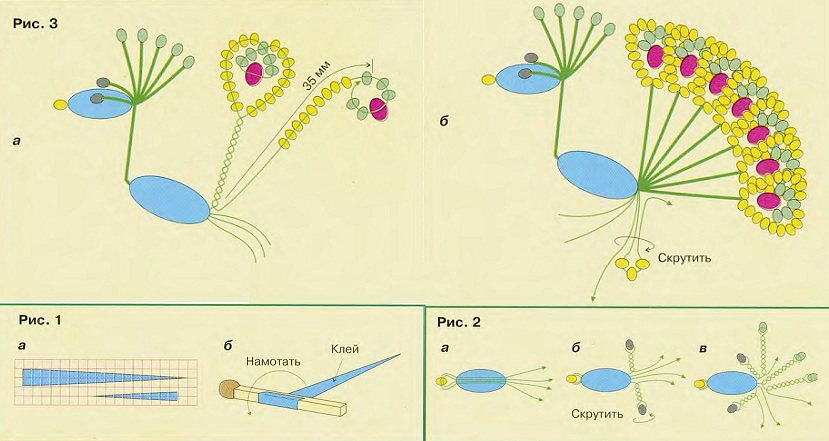 Рис. 3
35 мм
а
б
Скрутить
Рис. 1
а
б
Намотать
Клей
Рис. 2
а
б
в
Скрутить